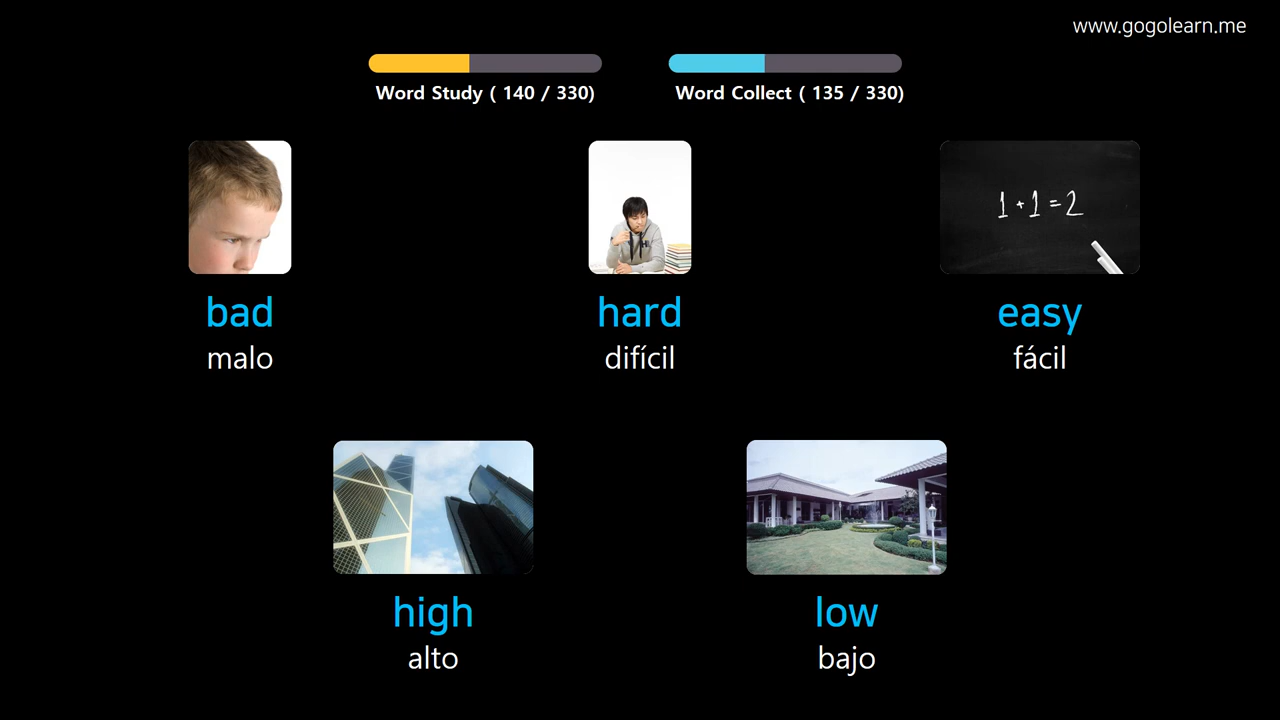 www.gogolearn.me
Word Study ( 140 / 330)
Word Collect ( 135 / 330)
1+1=2
bad
hard
easy
malo
difícil
fácil
high
low
alto
bajo